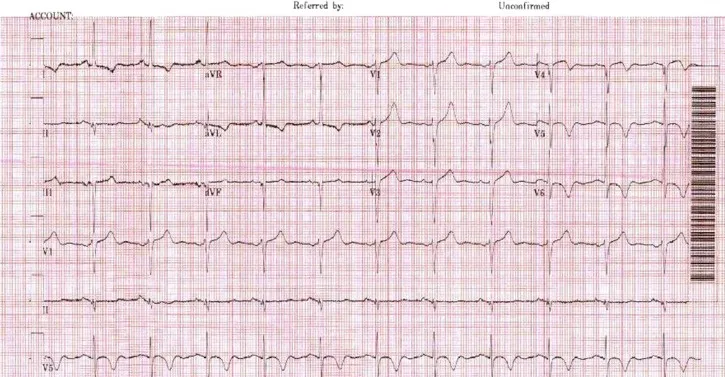 Referred by: Unconfirmed
ACCOUNT:
I aVR V1 V4
II aVL V2 V5
III aVF V3 V6
V1
II
V5